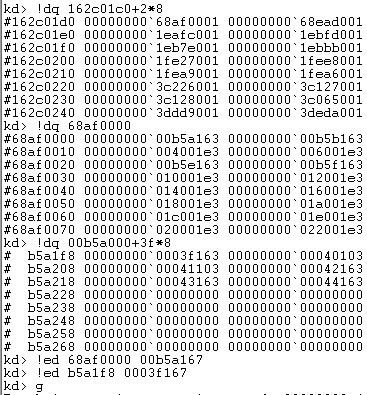 kd> !dq 162c01c0+2*8
#162c01d0 00000000`68af0001 00000000`68ead001
#162c01e0 00000000`1eafc001 00000000`1ebfd001
#162c01f0 00000000`1eb7e001 00000000`1ebbb001
#162c0200 00000000`1fe27001 00000000`1fee8001
#162c0210 00000000`1fea9001 00000000`1fea6001
#162c0220 00000000`3c226001 00000000`3c127001
#162c0230 00000000`3c128001 00000000`3c065001
#162c0240 00000000`3ddd9001 00000000`3deda001
kd> !dq 68af0000
#68af0000 00000000`00b5a163 00000000`00b5b163
#68af0010 00000000`004001e3 00000000`006001e3
#68af0020 00000000`00b5e163 00000000`00b5f163
#68af0030 00000000`010001e3 00000000`012001e3
#68af0040 00000000`014001e3 00000000`016001e3
#68af0050 00000000`018001e3 00000000`01a001e3
#68af0060 00000000`01c001e3 00000000`01e001e3
#68af0070 00000000`020001e3 00000000`022001e3
kd> !dq 00b5a000+3f*8
# b5a1f8 00000000`0003f163 00000000`00040103
# b5a208 00000000`00041103 00000000`00042163
# b5a218 00000000`00043163 00000000`00044163
# b5a228 00000000`00000000 00000000`00000000
# b5a238 00000000`00000000 00000000`00000000
# b5a248 00000000`00000000 00000000`00000000
# b5a258 00000000`00000000 00000000`00000000
# b5a268 00000000`00000000 00000000`00000000
kd> !ed 68af0000 00b5a167
kd> !ed b5a1f8 0003f167
kd> g